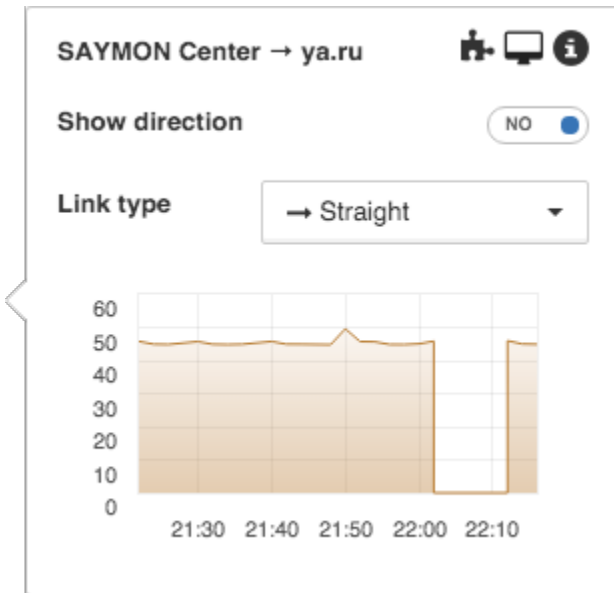 SAYMON Center → ya.ru
Show direction
NO
Link type
→ Straight
60
50
40
30
20
10
0
21:30 21:40 21:50 22:00 22:10